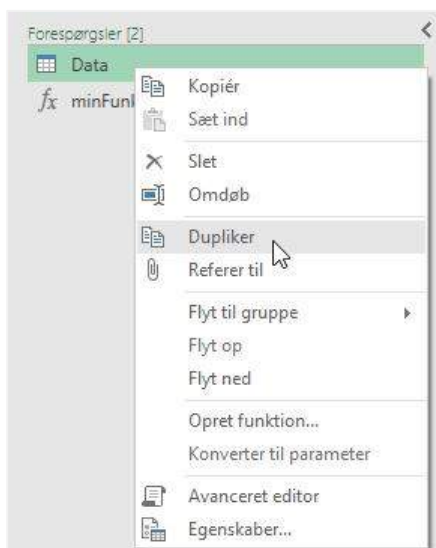 Forespørgsler [2]
Data
fx minFunk
Kopiér
Sæt ind
Slet
Omdøb
Dupliker
Referer til
Flyt til gruppe
Flyt op
Flyt ned
Opret funktion...
Konverter til parameter
Avanceret editor
Egenskaber...